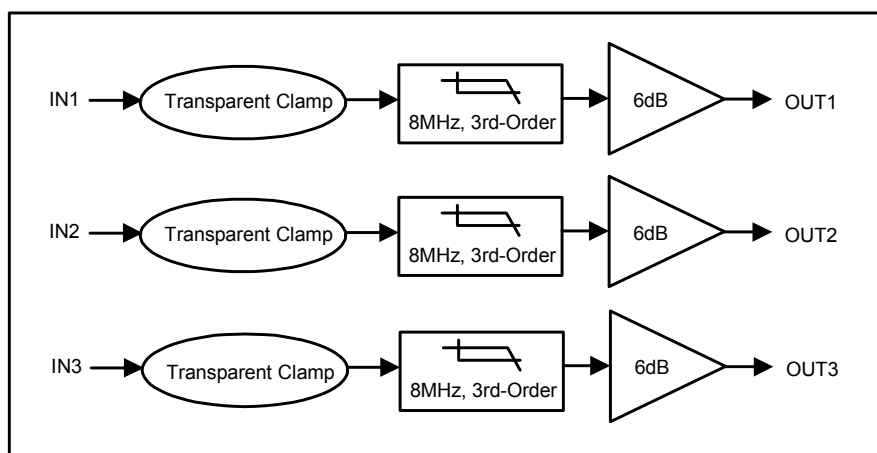 IN1
Transparent Clamp
8MHz, 3rd-Order
6dB
OUT1
IN2
Transparent Clamp
8MHz, 3rd-Order
6dB
OUT2
IN3
Transparent Clamp
8MHz, 3rd-Order
6dB
OUT3